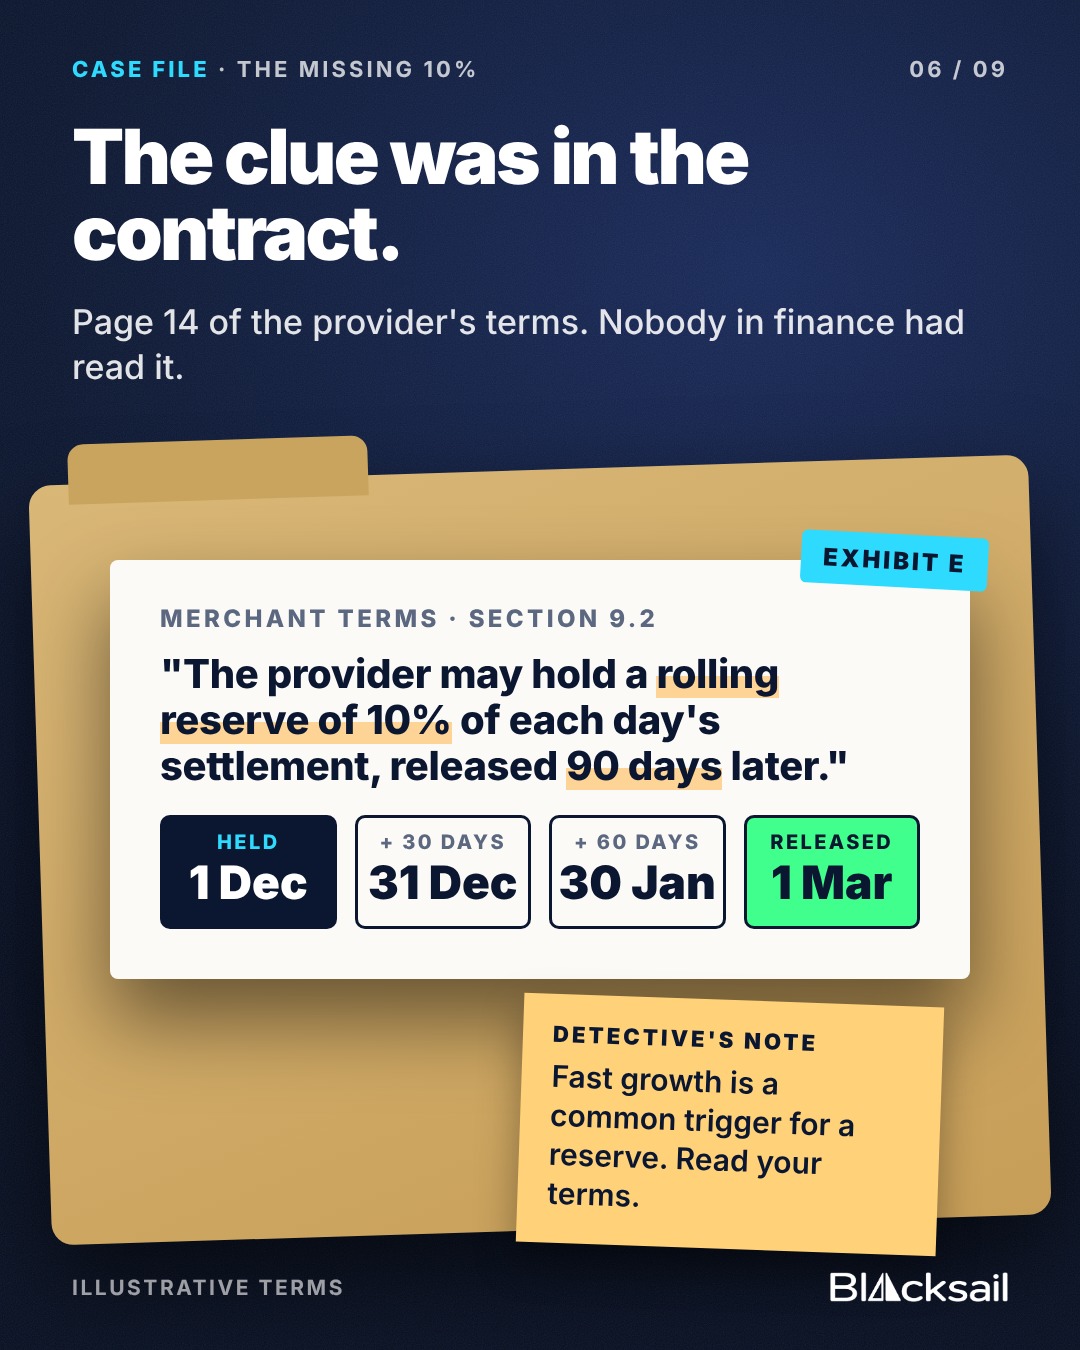 CASE FILE · THE MISSING 10%
06 / 09
The clue was in the
contract.
Page 14 of the provider's terms. Nobody in finance had
read it.
EXHIBIT E
MERCHANT TERMS · SECTION 9.2
"The provider may hold a rolling
reserve of 10% of each day's
settlement, released 90 days later."
HELD
1 Dec
+ 30 DAYS
31 Dec
+ 60 DAYS
30 Jan
RELEASED
1 Mar
DETECTIVE'S NOTE
Fast growth is a
common trigger for a
reserve. Read your
terms.
ILLUSTRATIVE TERMS
Blacksail